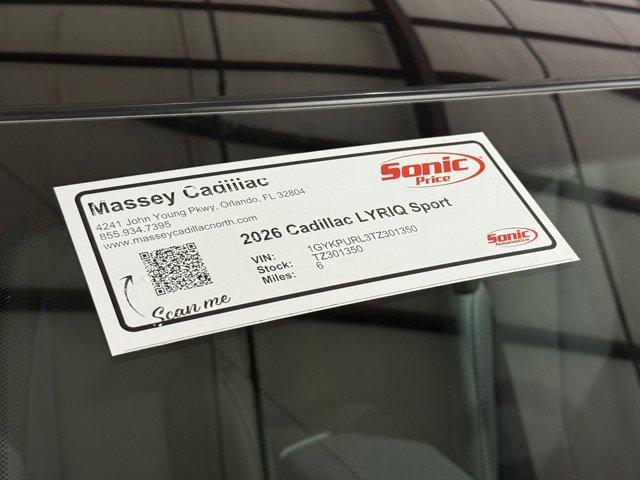 Massey Cadillac
4241 John Young Pkwy, Orlando, FL 32804
855.934.7395
www.masseycadillacnorth.com
Sonic
Price
2026 Cadillac LYRIQ Sport
VIN: 1GYKPURL3TZ301350
Stock: TZ301350
Miles: 6
Scan me
Sonic
Automotive